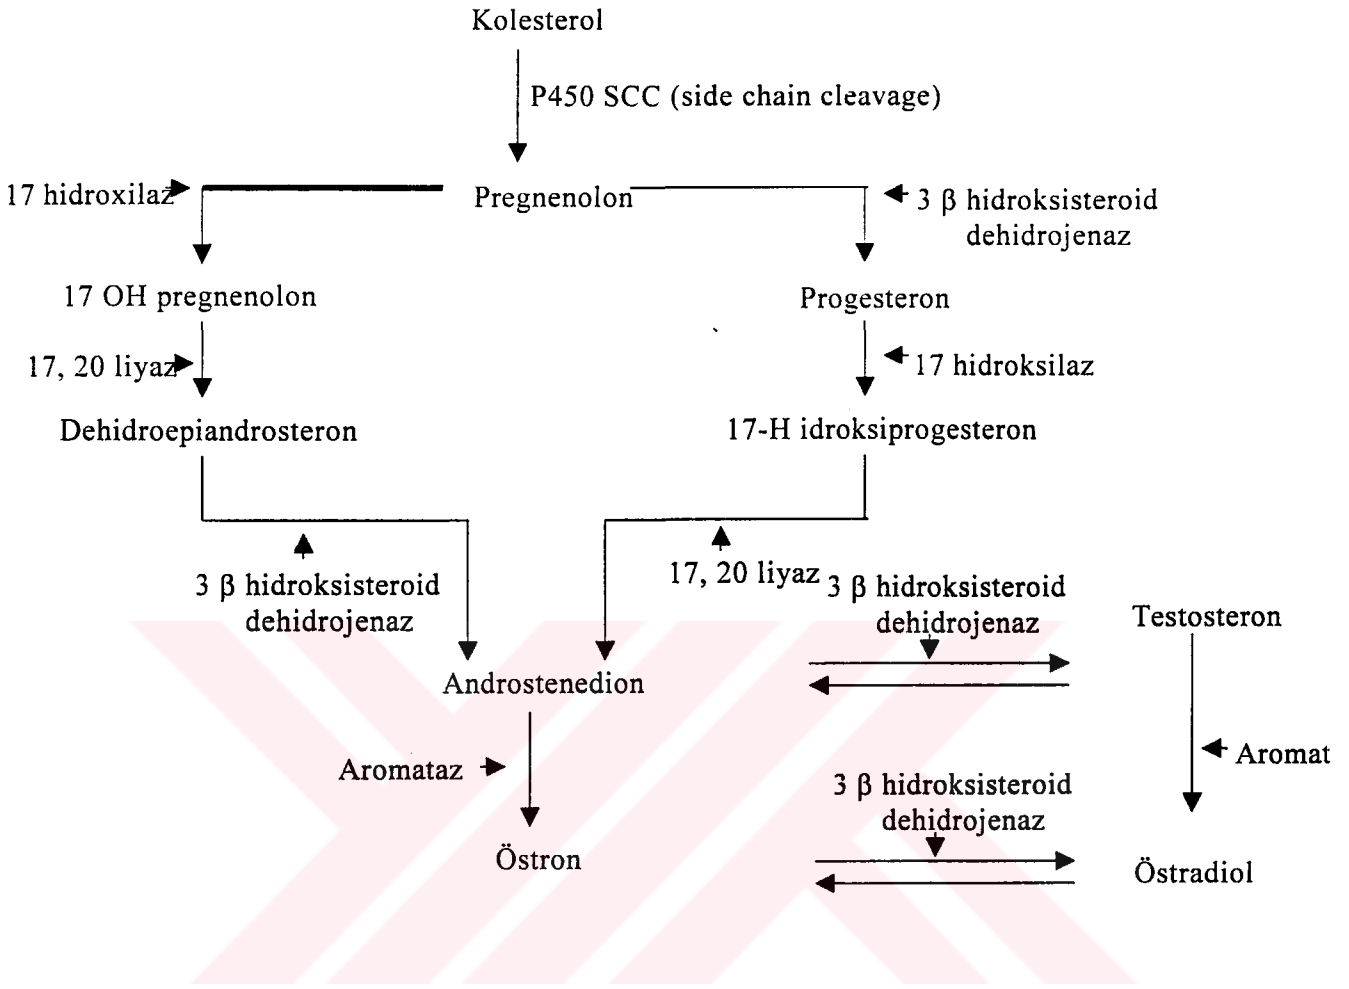 Kolesterol
P450 SCC (side chain cleavage)
17 hidroxilaz
Pregnenolon
3 β hidroksisteroid
dehidrojenaz
17 OH pregnenolon
Progesteron
17, 20 liyaz
17 hidroksilaz
Dehidroepiandrosteron
17-H idroksiprogesteron
3 β hidroksisteroid
dehidrojenaz
17, 20 liyaz
3 β hidroksisteroid
dehidrojenaz
Testosteron
Androstenedion
Aromataz
Aromat
3 β hidroksisteroid
dehidrojenaz
Östron
Östradiol